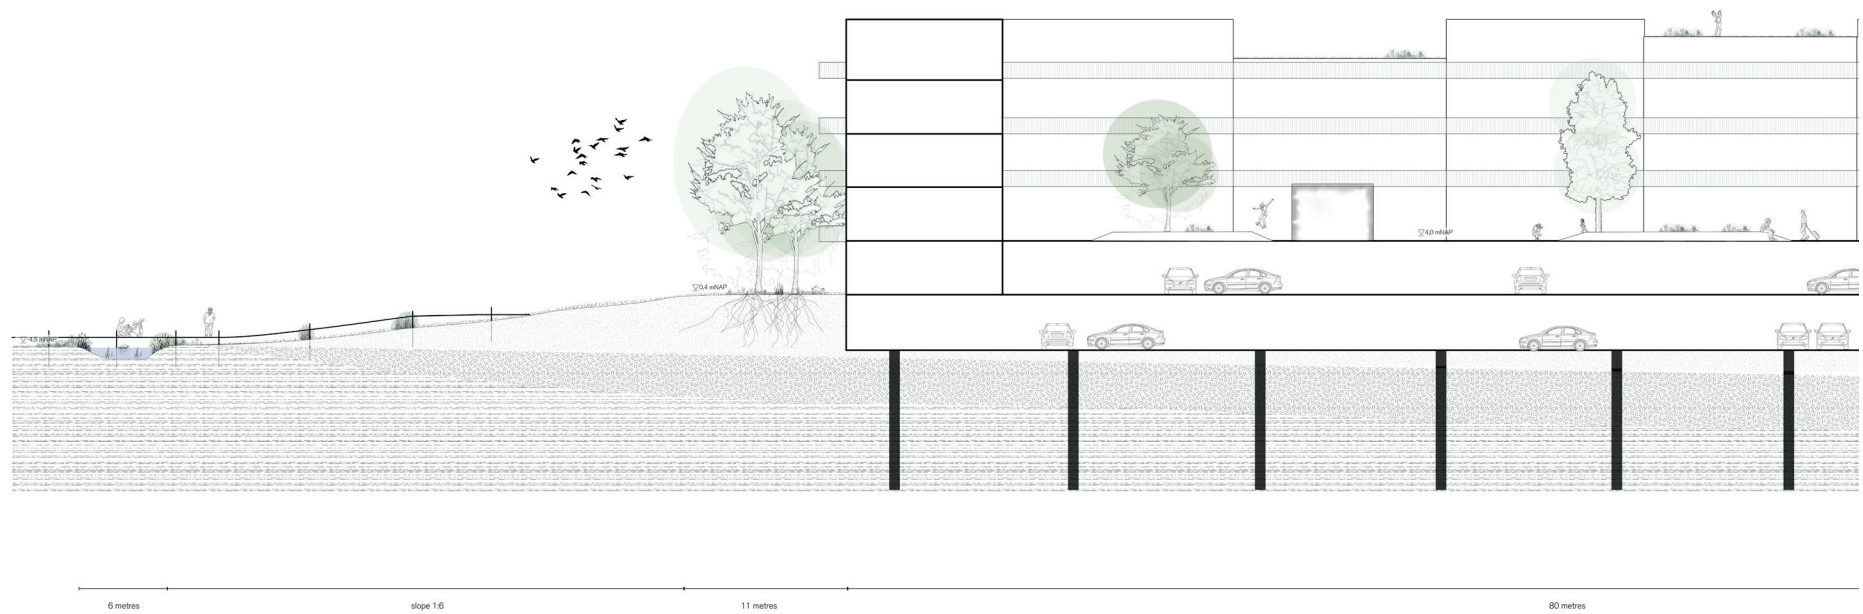 ▽4,0 mNAP
▽0,4 mNAP
▽-4,5 mNAP
6 metres
slope 1:6
11 metres
80 metres